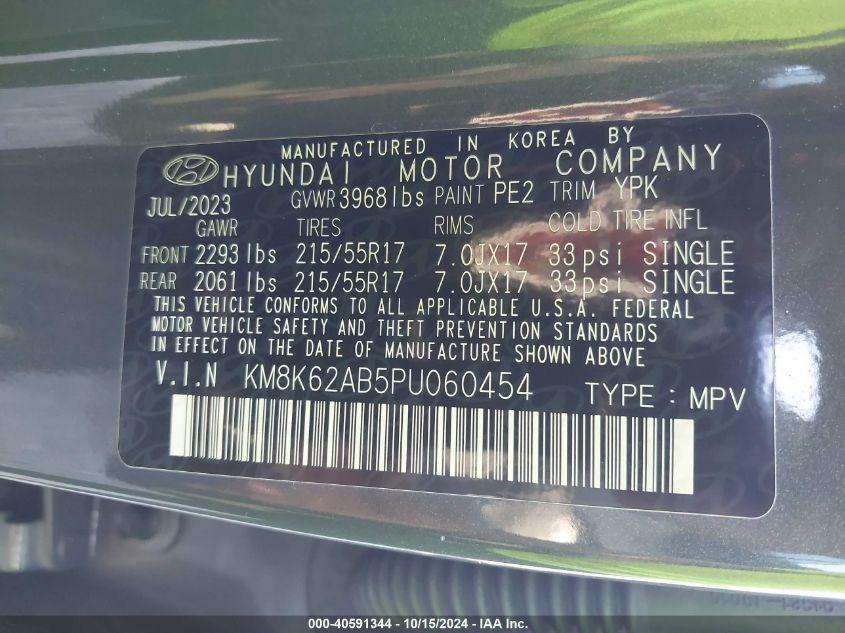 MANUFACTURED IN KOREA BY
HYUNDAI MOTOR COMPANY
JUL/2023 GVWR 3968 lbs PAINT PE2 TRIM YPK
GAWR TIRES RIMS COLD TIRE INFL
FRONT 2293 lbs 215/55R17 7.0JX17 33psi SINGLE
REAR 2061 lbs 215/55R17 7.0JX17 33psi SINGLE
THIS VEHICLE CONFORMS TO ALL APPLICABLE U.S.A. FEDERAL
MOTOR VEHICLE SAFETY AND THEFT PREVENTION STANDARDS
IN EFFECT ON THE DATE OF MANUFACTURE SHOWN ABOVE
V.I.N KM8K62AB5PU060454 TYPE : MPV
000-40591344 - 10/15/2024 - IAA Inc.